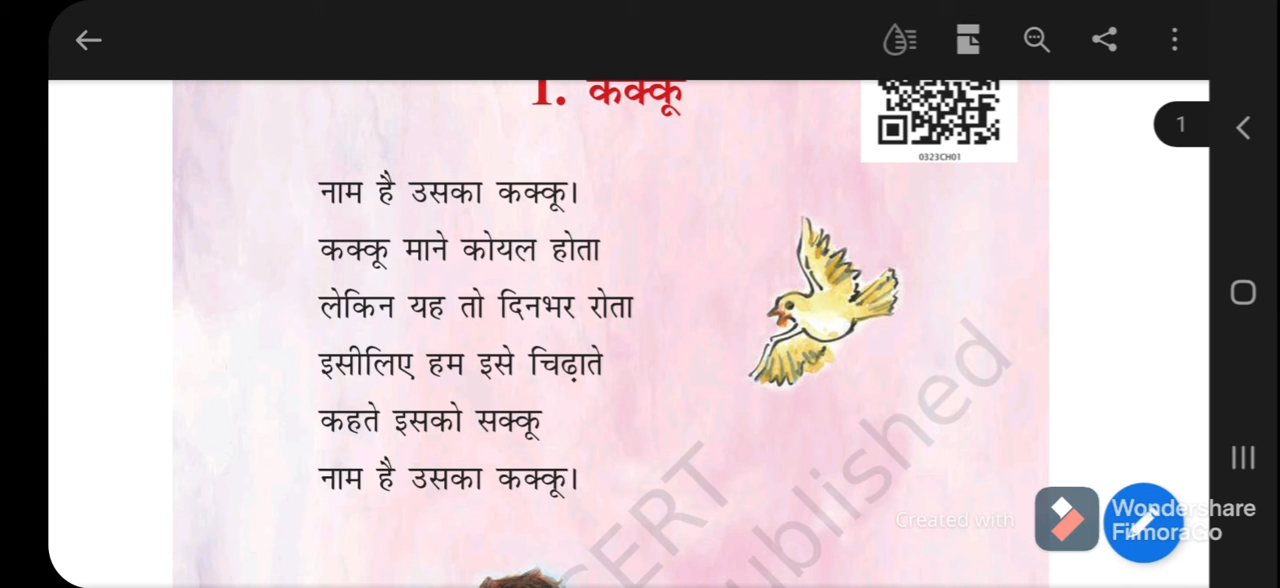 1. कक्कू
0323CH01
1
नाम है उसका कक्कू।
कक्कू माने कोयल होता
लेकिन यह तो दिनभर रोता
इसीलिए हम इसे चिढ़ाते
कहते इसको सक्कू
नाम है उसका कक्कू।
CERT
ublished
Created with
Wondershare
FilmoraGo